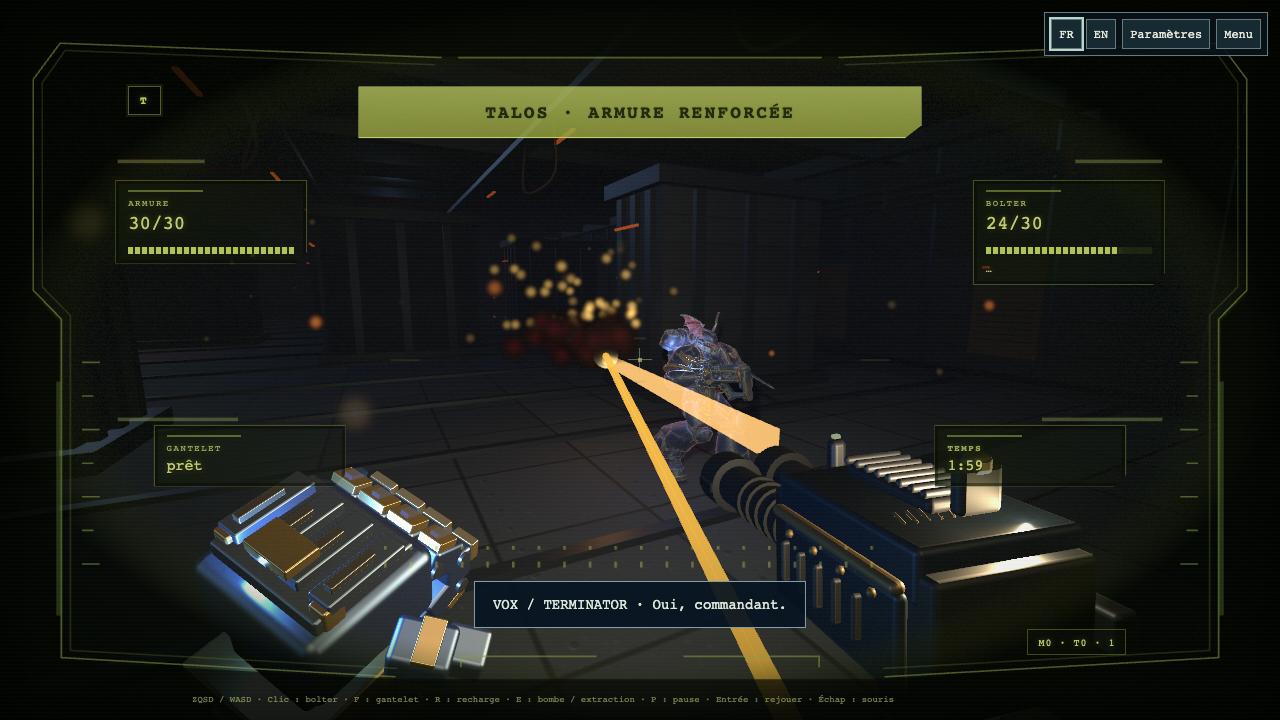 FR EN Paramètres Menu
T
TALOS · ARMURE RENFORCÉE
ARMURE
30/30
BOLTER
24/30
…
GANTELET
prêt
TEMPS
1:59
VOX / TERMINATOR · Oui, commandant.
M0 · T0 · 1
ZQSD / WASD · Clic : bolter · F : gantelet · R : recharge · E : bombe / extraction · P : pause · Entrée : rejouer · Échap : souris